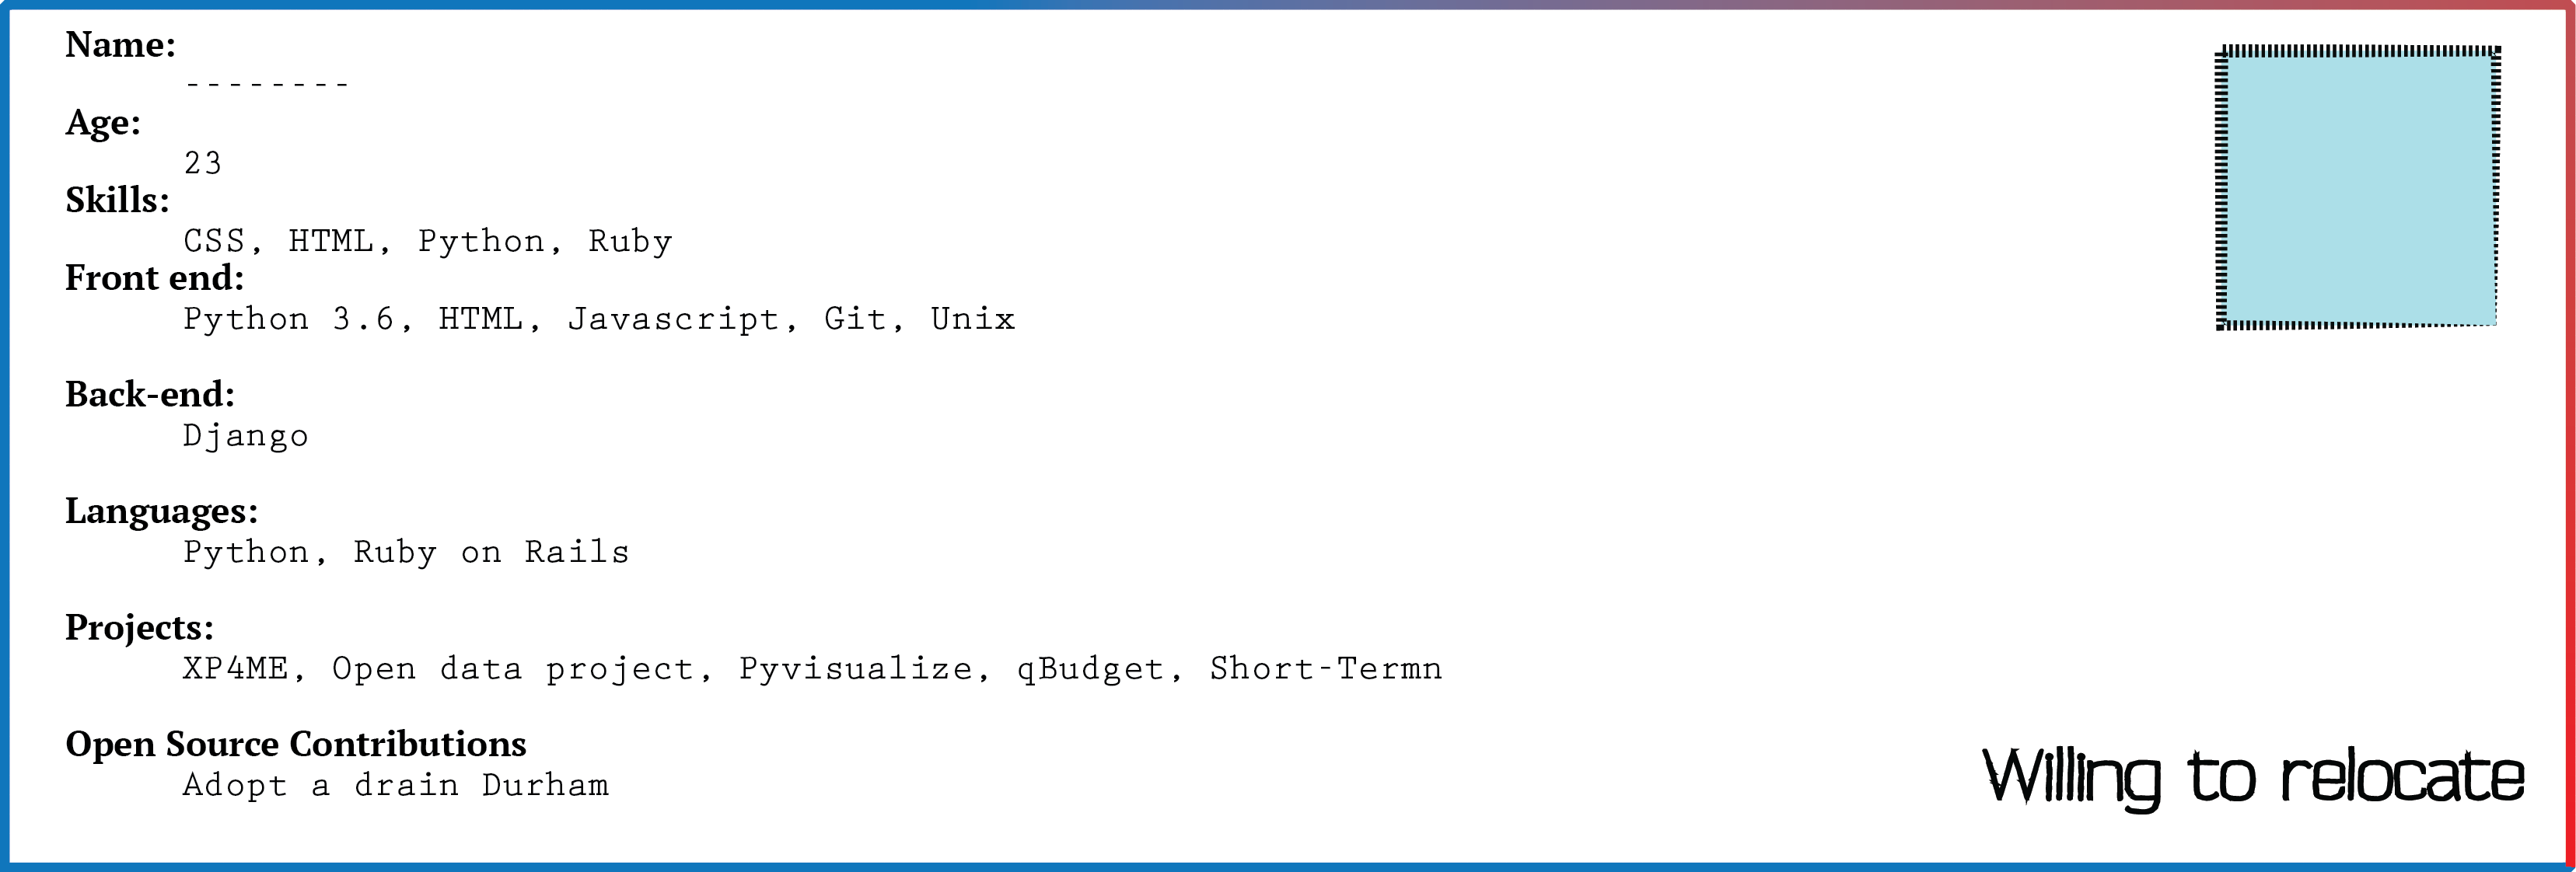 Name:
--------
Age:
23
Skills:
CSS, HTML, Python, Ruby
Front end:
Python 3.6, HTML, Javascript, Git, Unix
Back-end:
Django
Languages:
Python, Ruby on Rails
Projects:
XP4ME, Open data project, Pyvisualize, qBudget, Short-Termn
Open Source Contributions
Adopt a drain Durham
Willing to relocate